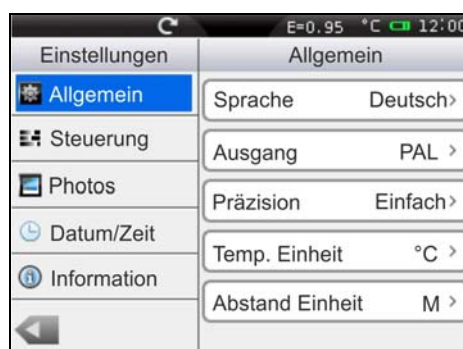 E=0.95 °C 12:00
Einstellungen
Allgemein
Steuerung
Photos
Datum/Zeit
Information
Allgemein
Sprache Deutsch>
Ausgang PAL >
Präzision Einfach>
Temp. Einheit °C >
Abstand Einheit M >